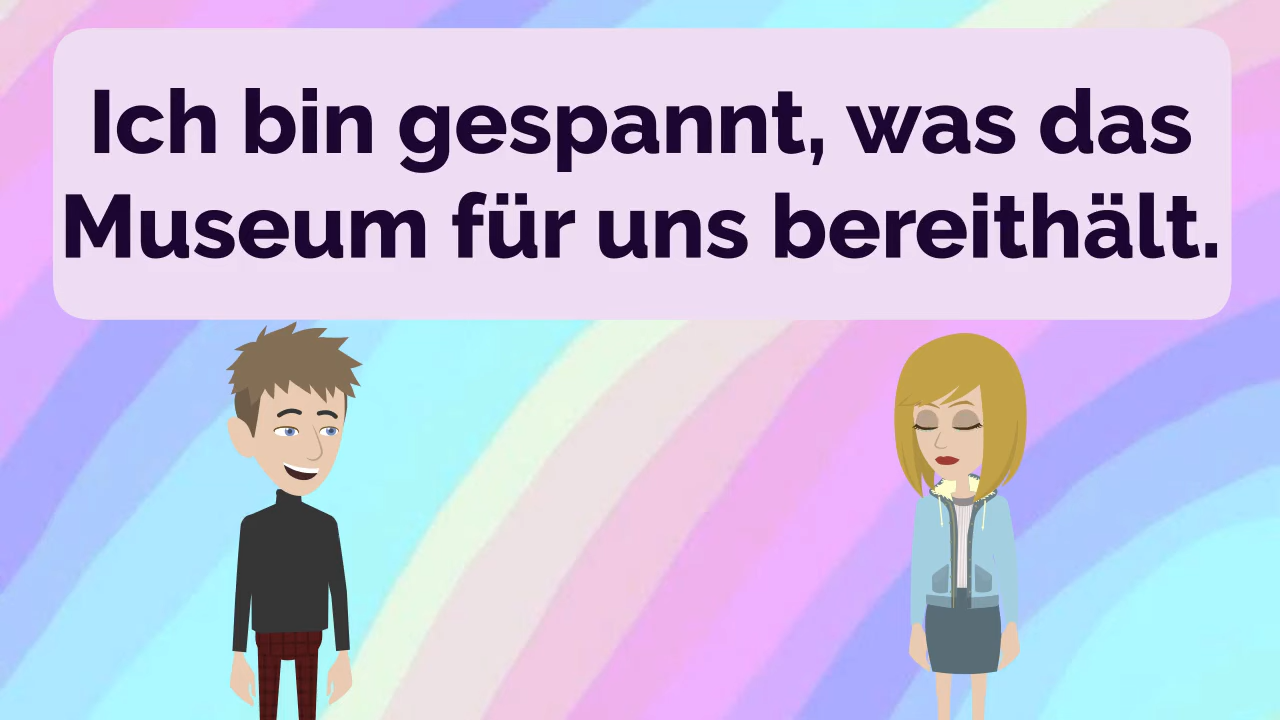 Ich bin gespannt, was das
Museum für uns bereithält.